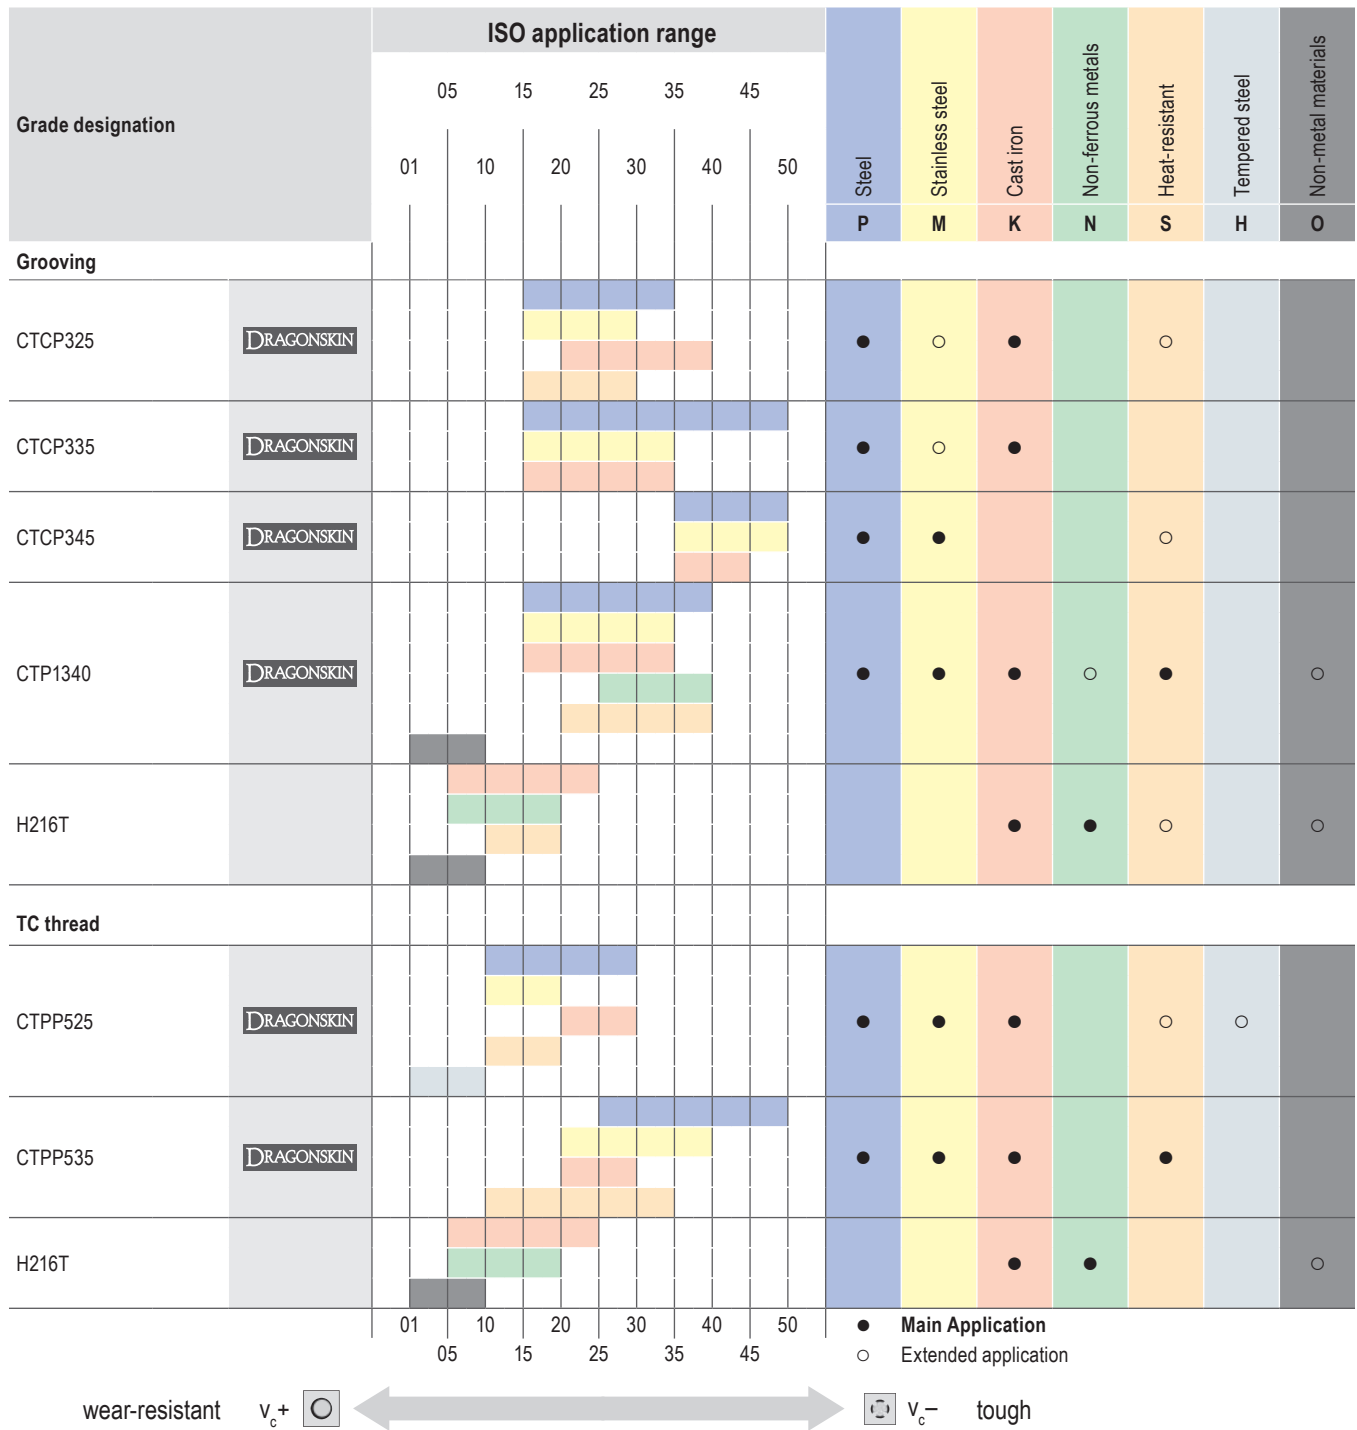 ISO application range
Grade designation
05 15 25 35 45
01 10 20 30 40 50
Steel
Stainless steel
Cast iron
Non-ferrous metals
Heat-resistant
Tempered steel
Non-metal materials
P M K N S H O
Grooving
CTCP325 DRAGONSKIN ● ○ ● ○
CTCP335 DRAGONSKIN ● ○ ●
CTCP345 DRAGONSKIN ● ● ○
CTP1340 DRAGONSKIN ● ● ● ○ ● ○
H216T ● ● ○ ○
TC thread
CTPP525 DRAGONSKIN ● ● ● ○ ○
CTPP535 DRAGONSKIN ● ● ● ●
H216T ● ● ○
01 10 20 30 40 50
05 15 25 35 45
● Main Application
○ Extended application
wear-resistant vc+ vc– tough